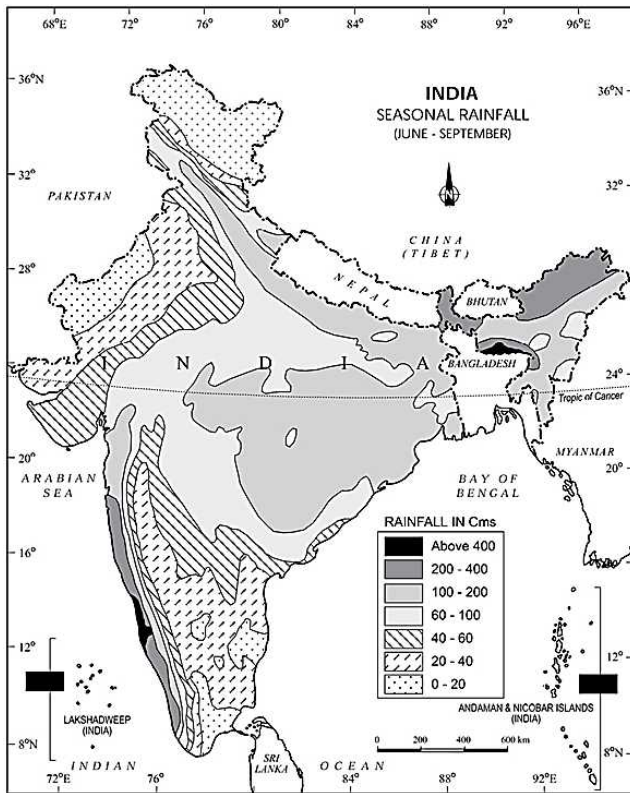 68°E 72°E 76°E 80°E 84°E 88°E 92°E 96°E
36°N 36°N
INDIA
SEASONAL RAINFALL
(JUNE - SEPTEMBER)
N
32°N 32°N
PAKISTAN
CHINA
(TIBET)
28°N 28°N
NEPAL
BHUTAN
I N D I A
BANGLADESH
24°N 24°N
Tropic of Cancer
MYANMAR
20°N 20°N
ARABIAN
SEA
BAY OF
BENGAL
RAINFALL IN Cms
Above 400
200 - 400
100 - 200
60 - 100
40 - 60
20 - 40
0 - 20
16° 16°
12° 12°
LAKSHADWEEP
(INDIA)
ANDAMAN & NICOBAR ISLANDS
(INDIA)
0 200 400 600 km
8°N 8°N
SRI
LANKA
INDIAN OCEAN
72°E 76° 80° 84° 88° 92°E